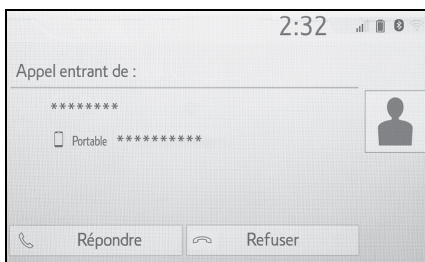 2:32
Appel entrant de :
********
Portable **********
Répondre Refuser